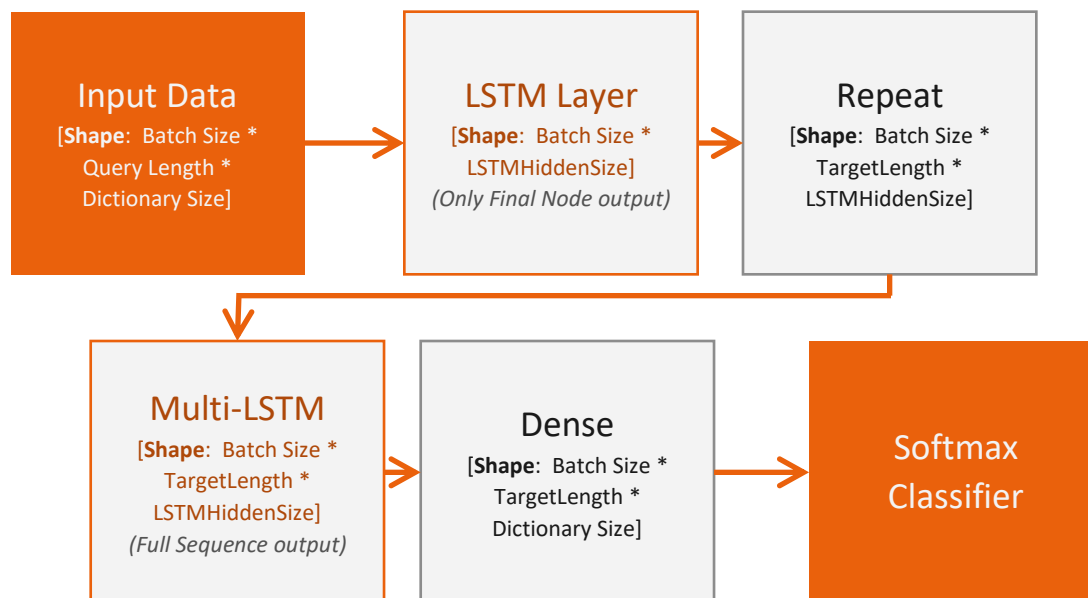 Input Data
[Shape:  Batch Size *
Query Length *
Dictionary Size]
LSTM Layer
[Shape:  Batch Size *
LSTMHiddenSize]
(Only Final Node output)
Repeat
[Shape:  Batch Size *
TargetLength *
LSTMHiddenSize]
Multi-LSTM
[Shape:  Batch Size *
TargetLength *
LSTMHiddenSize]
(Full Sequence output)
Dense
[Shape:  Batch Size *
TargetLength *
Dictionary Size]
Softmax
Classifier